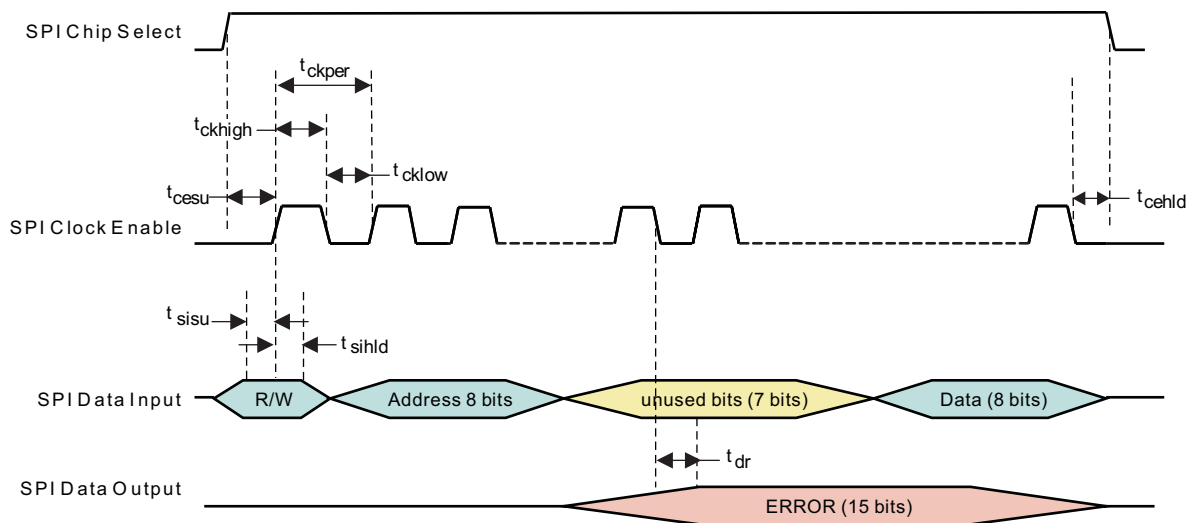 SPI Chip Select
tckper
tckhigh
tcklow
tcesu
tcehld
SPI Clock Enable
tsisu
tsihld
SPI Data Input
R/W
Address 8 bits
unused bits (7 bits)
Data (8 bits)
tdr
SPI Data Output
ERROR (15 bits)